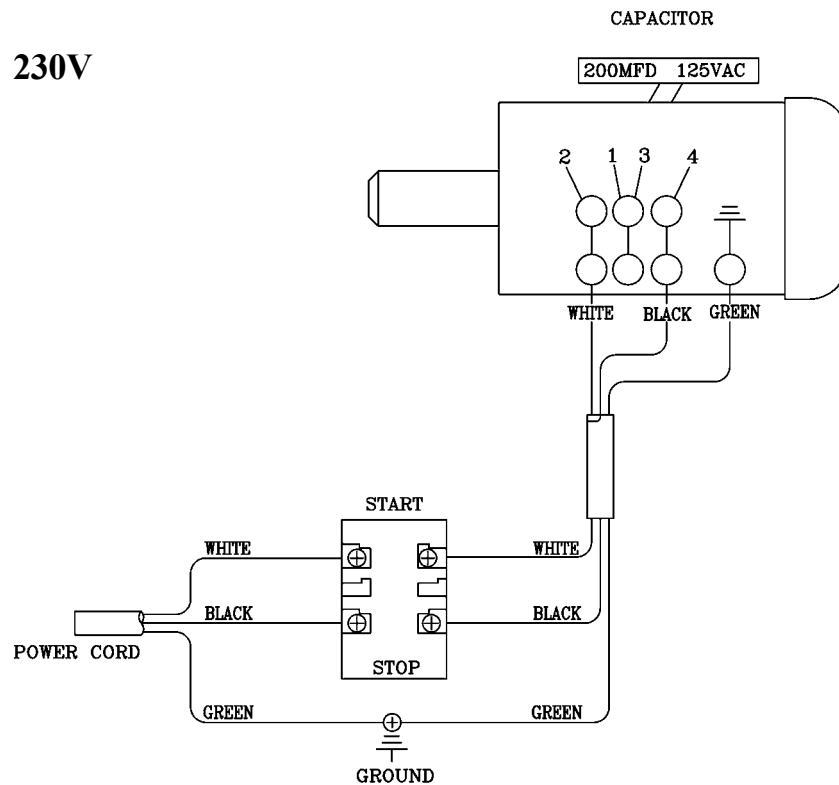 CAPACITOR
230V
200MFD 125VAC
2 1 3 4
WHITE BLACK GREEN
START
WHITE WHITE
BLACK BLACK
POWER CORD
STOP
GREEN GREEN
GROUND